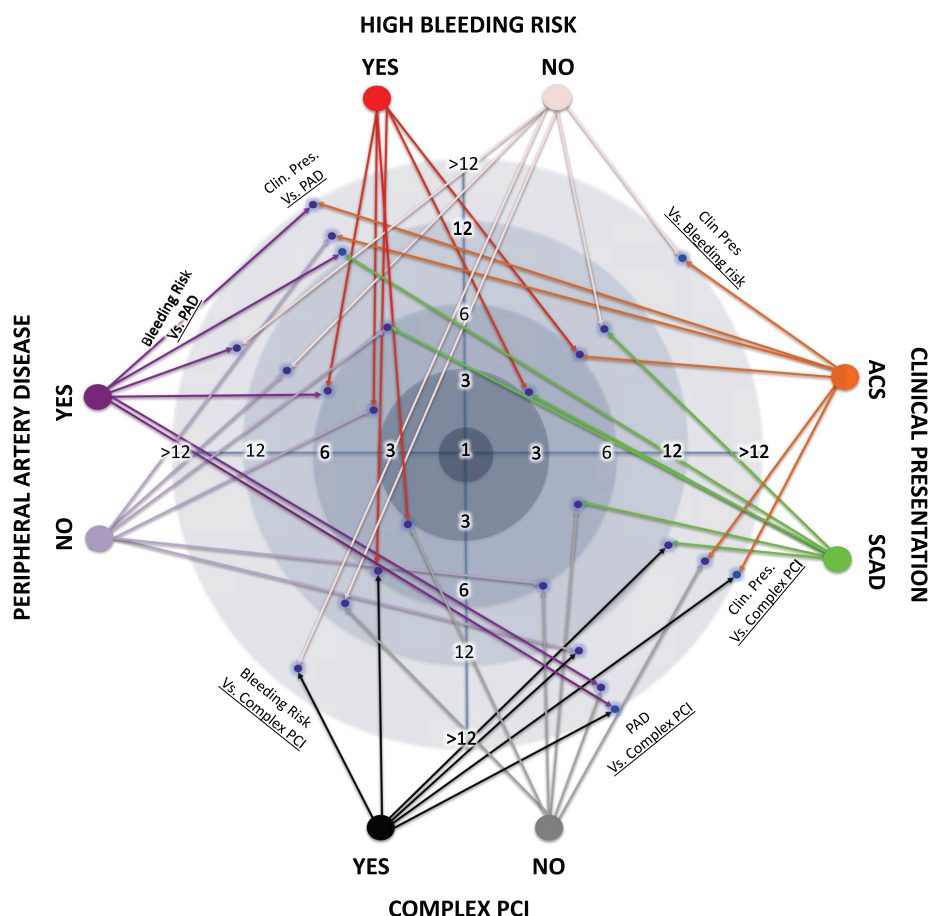 HIGH BLEEDING RISK
YES
NO
Clin. Pres.
Vs. PAD
>12
Clin Pres
Vs. Bleeding risk
12
Bleeding Risk
Vs. PAD
6
PERIPHERAL ARTERY DISEASE
YES
3
ACS
CLINICAL PRESENTATION
>12
12
6
3
1
3
6
12
>12
NO
3
SCAD
6
Clin. Pres.
Vs. Complex PCI
12
Bleeding Risk
Vs. Complex PCI
PAD
Vs. Complex PCI
>12
YES
NO
COMPLEX PCI